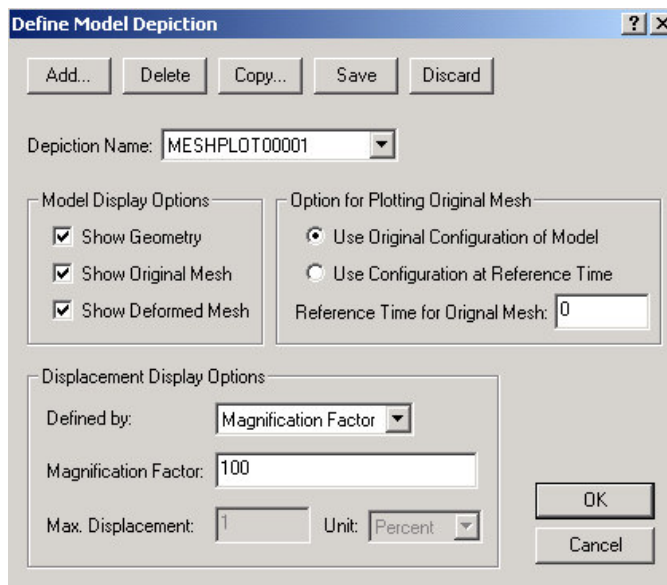 Define Model Depiction
Add... Delete Copy... Save Discard
Depiction Name: MESHPLOT00001
Model Display Options
Show Geometry
Show Original Mesh
Show Deformed Mesh
Option for Plotting Original Mesh
Use Original Configuration of Model
Use Configuration at Reference Time
Reference Time for Orignal Mesh: 0
Displacement Display Options
Defined by: Magnification Factor
Magnification Factor: 100
Max. Displacement: 1 Unit: Percent
OK
Cancel